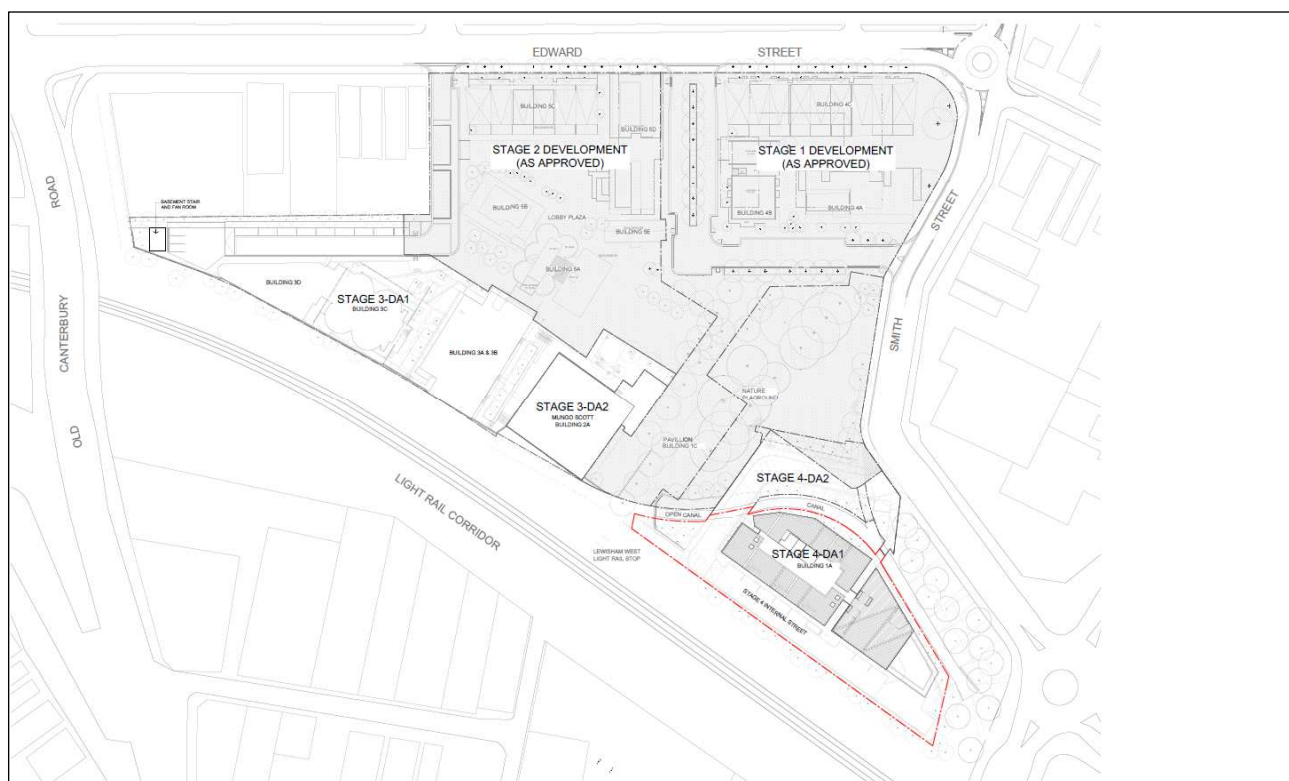 EDWARD STREET
BUILDING 5C
BUILDING 5D
BUILDING 4C
STAGE 2 DEVELOPMENT
(AS APPROVED)
STAGE 1 DEVELOPMENT
(AS APPROVED)
BUILDING 5B
LOBBY PLAZA
BUILDING 5E
BUILDING 4B
BUILDING 4A
BUILDING 5A
BASEMENT STAIR
AND FAN ROOM
STREET
SMITH
ROAD
CANTERBURY
OLD
BUILDING 3D
STAGE 3-DA1
BUILDING 3C
BUILDING 3A & 3B
STAGE 3-DA2
MUNGO SCOTT
BUILDING 2A
NATURE
PLAYGROUND
PAVILLION
BUILDING 1C
STAGE 4-DA2
LIGHT RAIL CORRIDOR
OPEN CANAL
CANAL
LEWISHAM WEST
LIGHT RAIL STOP
STAGE 4-DA1
BUILDING 1A
STAGE 4 INTERNAL STREET